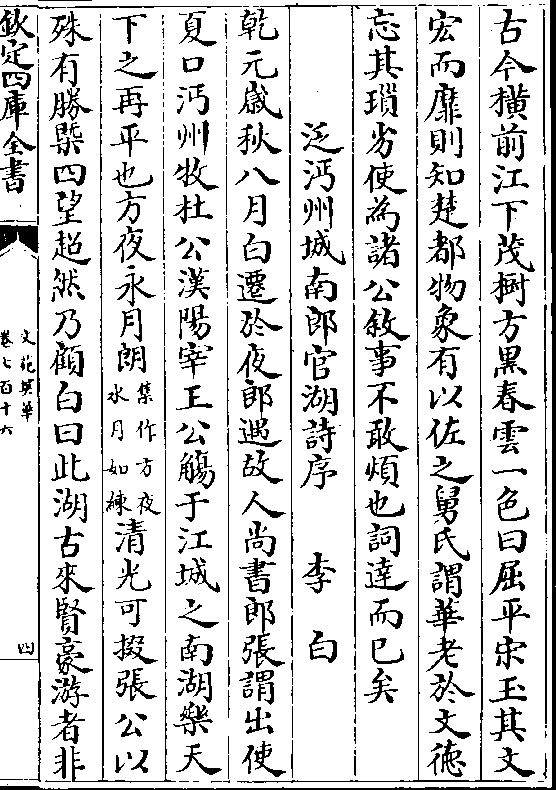 古今橫前江下茂樹方黒春雲一色曰屈平宋玉其文
宏而靡則知楚都物象有以佐之舅氏謂華老於文德
忘其瑣劣使為諸公敘事不敢煩也詞達而已矣
泛沔州城南郎官湖詩序　李白
乾元歲秋八月白遷於夜郎遇故人尚書郎張謂出使
夏口沔州牧杜公漢陽宰王公觴于江城之南湖樂天
下之再平也方夜永月朗集作方夜水月如練清光可掇張公以
殊有勝槩四望超然乃顧白曰此湖古來賢豪游者非
欽定四庫全書
文苑英華
卷七百十六
四